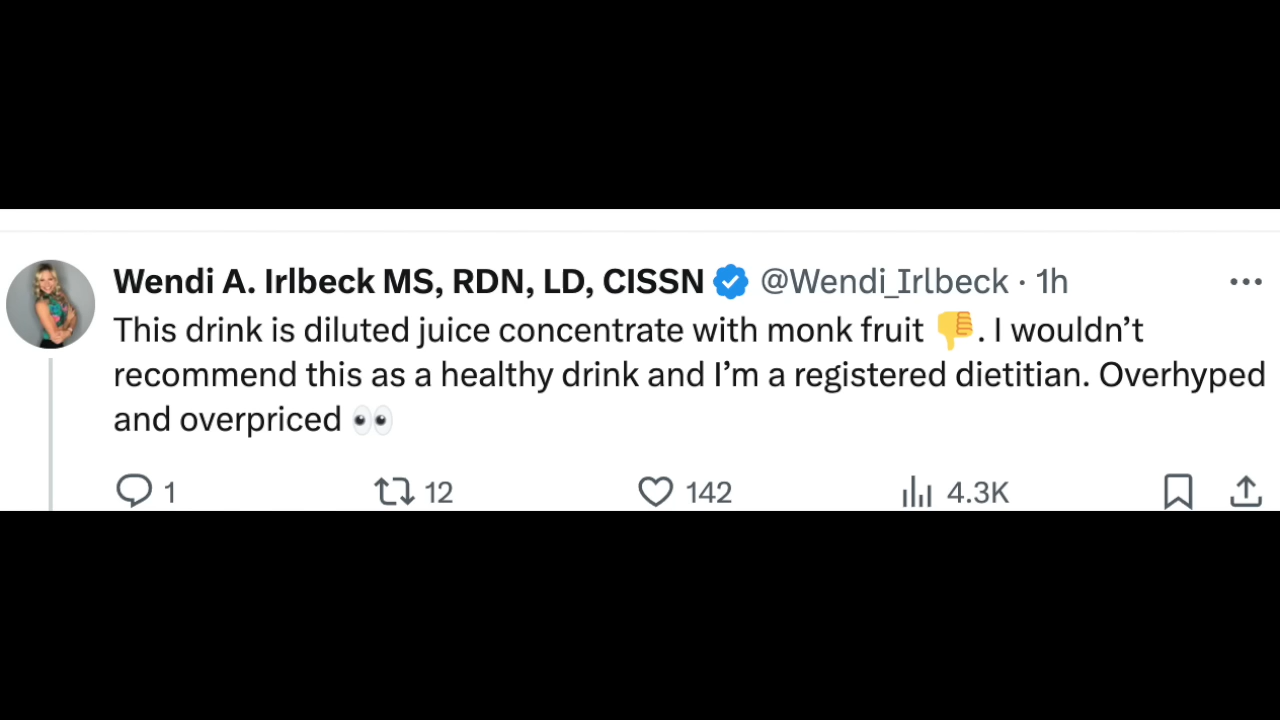 Wendi A. Irlbeck MS, RDN, LD, CISSN @Wendi_Irlbeck · 1h
This drink is diluted juice concentrate with monk fruit 👎. I wouldn’t
recommend this as a healthy drink and I’m a registered dietitian. Overhyped
and overpriced 👀
1 12 142 4.3K